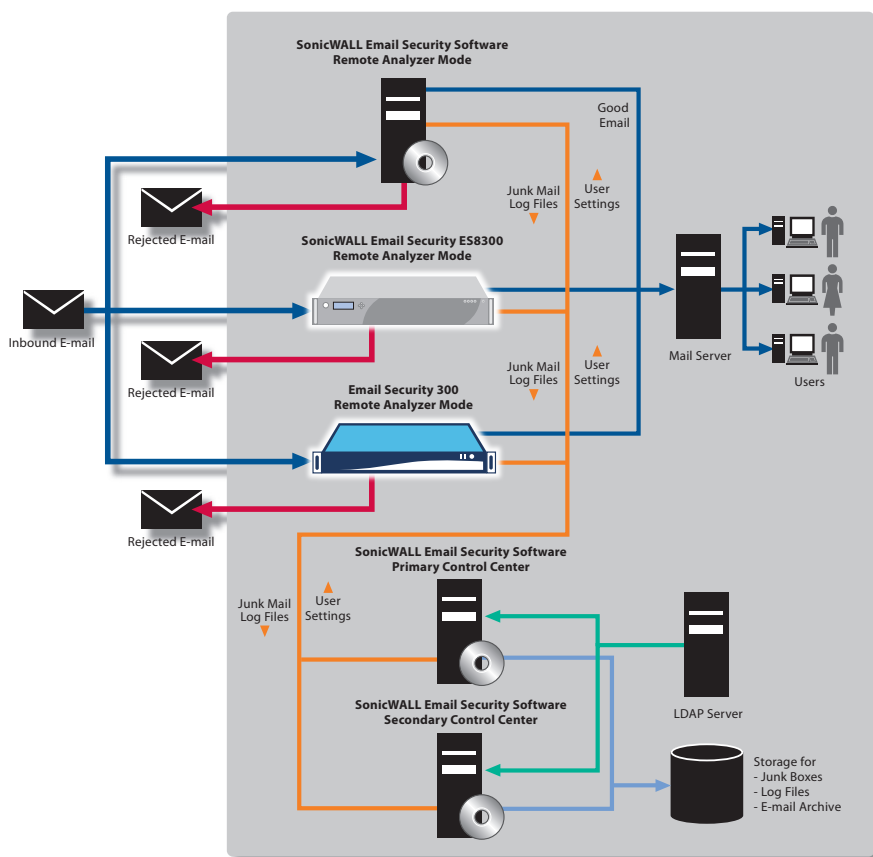 SonicWALL Email Security Software
Remote Analyzer Mode
Good
Email
Junk Mail
Log Files
User
Settings
Rejected E-mail
SonicWALL Email Security ES8300
Remote Analyzer Mode
Inbound E-mail
Mail Server
Users
Junk Mail
Log Files
User
Settings
Rejected E-mail
Email Security 300
Remote Analyzer Mode
Rejected E-mail
SonicWALL Email Security Software
Primary Control Center
Junk Mail
Log Files
User
Settings
LDAP Server
SonicWALL Email Security Software
Secondary Control Center
Storage for
- Junk Boxes
- Log Files
- E-mail Archive